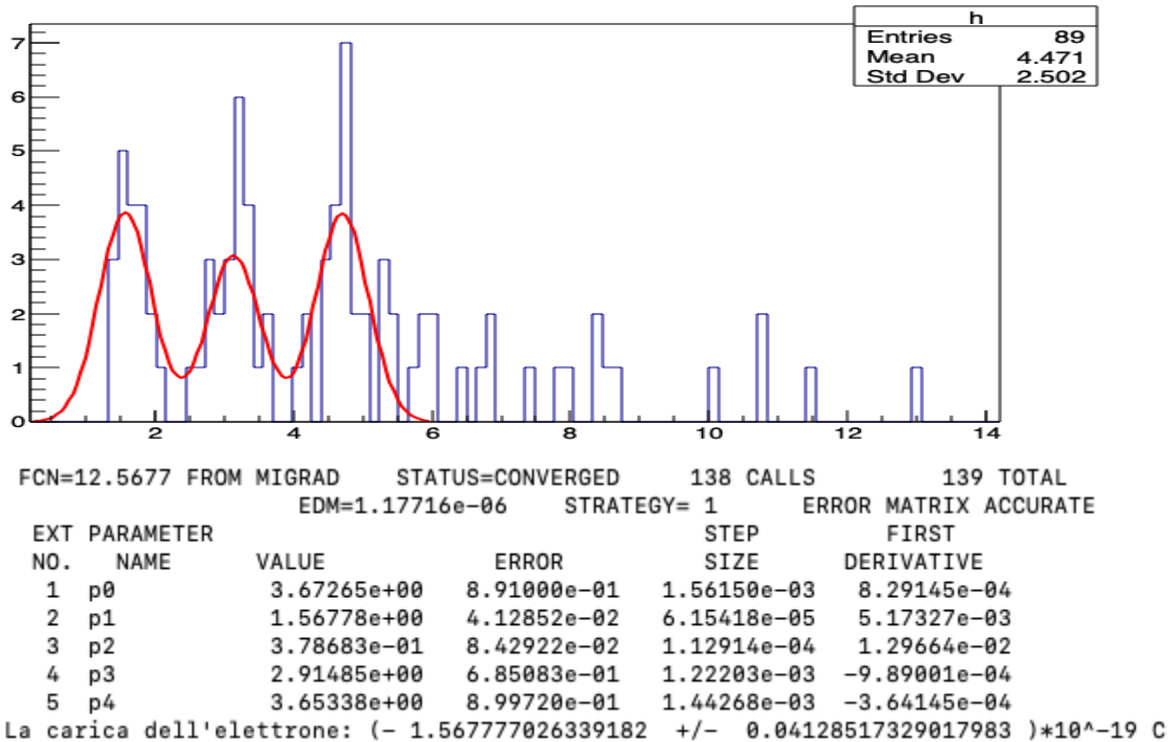 h
Entries 89
Mean 4.471
Std Dev 2.502
7
6
5
4
3
2
1
0
2 4 6 8 10 12 14
FCN=12.5677 FROM MIGRAD STATUS=CONVERGED 138 CALLS 139 TOTAL
EDM=1.17716e-06 STRATEGY= 1 ERROR MATRIX ACCURATE
EXT PARAMETER STEP FIRST
NO. NAME VALUE ERROR SIZE DERIVATIVE
1 p0 3.67265e+00 8.91000e-01 1.56150e-03 8.29145e-04
2 p1 1.56778e+00 4.12852e-02 6.15418e-05 5.17327e-03
3 p2 3.78683e-01 8.42922e-02 1.12914e-04 1.29664e-02
4 p3 2.91485e+00 6.85083e-01 1.22203e-03 -9.89001e-04
5 p4 3.65338e+00 8.99720e-01 1.44268e-03 -3.64145e-04
La carica dell'elettrone: (- 1.567777026339182 +/- 0.04128517329017983 )*10^-19 C